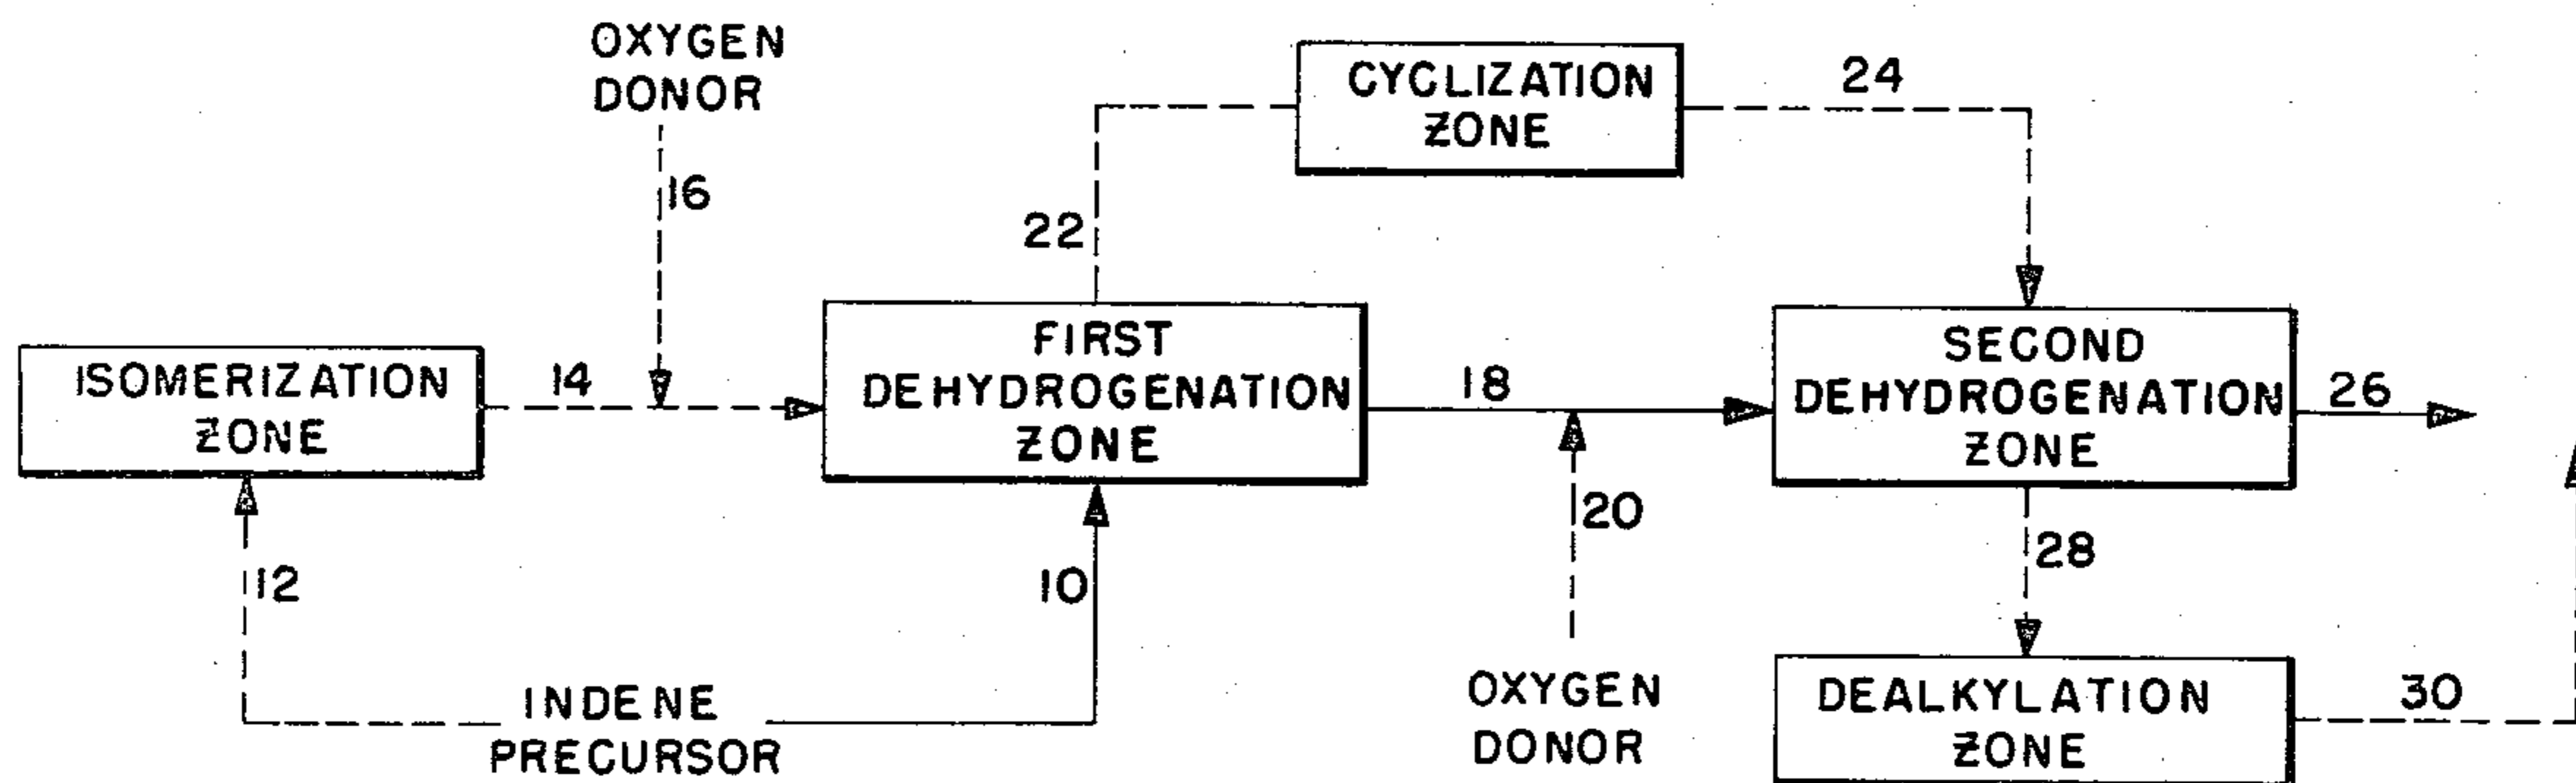 OXYGEN
DONOR
16
CYCLIZATION
ZONE
24
22
ISOMERIZATION
ZONE
14
FIRST
DEHYDROGENATION
ZONE
18
SECOND
DEHYDROGENATION
ZONE
26
12
10
20
28
INDENE
PRECURSOR
OXYGEN
DONOR
DEALKYLATION
ZONE
30